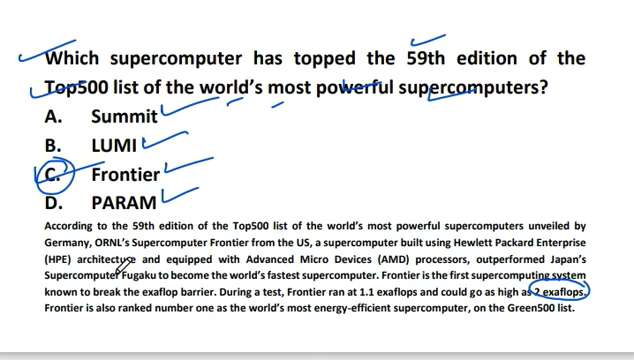 Which supercomputer has topped the 59th edition of the
Top500 list of the world's most powerful supercomputers?
A. Summit
B. LUMI
C. Frontier
D. PARAM
According to the 59th edition of the Top500 list of the world's most powerful supercomputers unveiled by
Germany, ORNL's Supercomputer Frontier from the US, a supercomputer built using Hewlett Packard Enterprise
(HPE) architecture and equipped with Advanced Micro Devices (AMD) processors, outperformed Japan's
Supercomputer Fugaku to become the world's fastest supercomputer. Frontier is the first supercomputing system
known to break the exaflop barrier. During a test, Frontier ran at 1.1 exaflops and could go as high as 2 exaflops.
Frontier is also ranked number one as the world's most energy-efficient supercomputer, on the Green500 list.